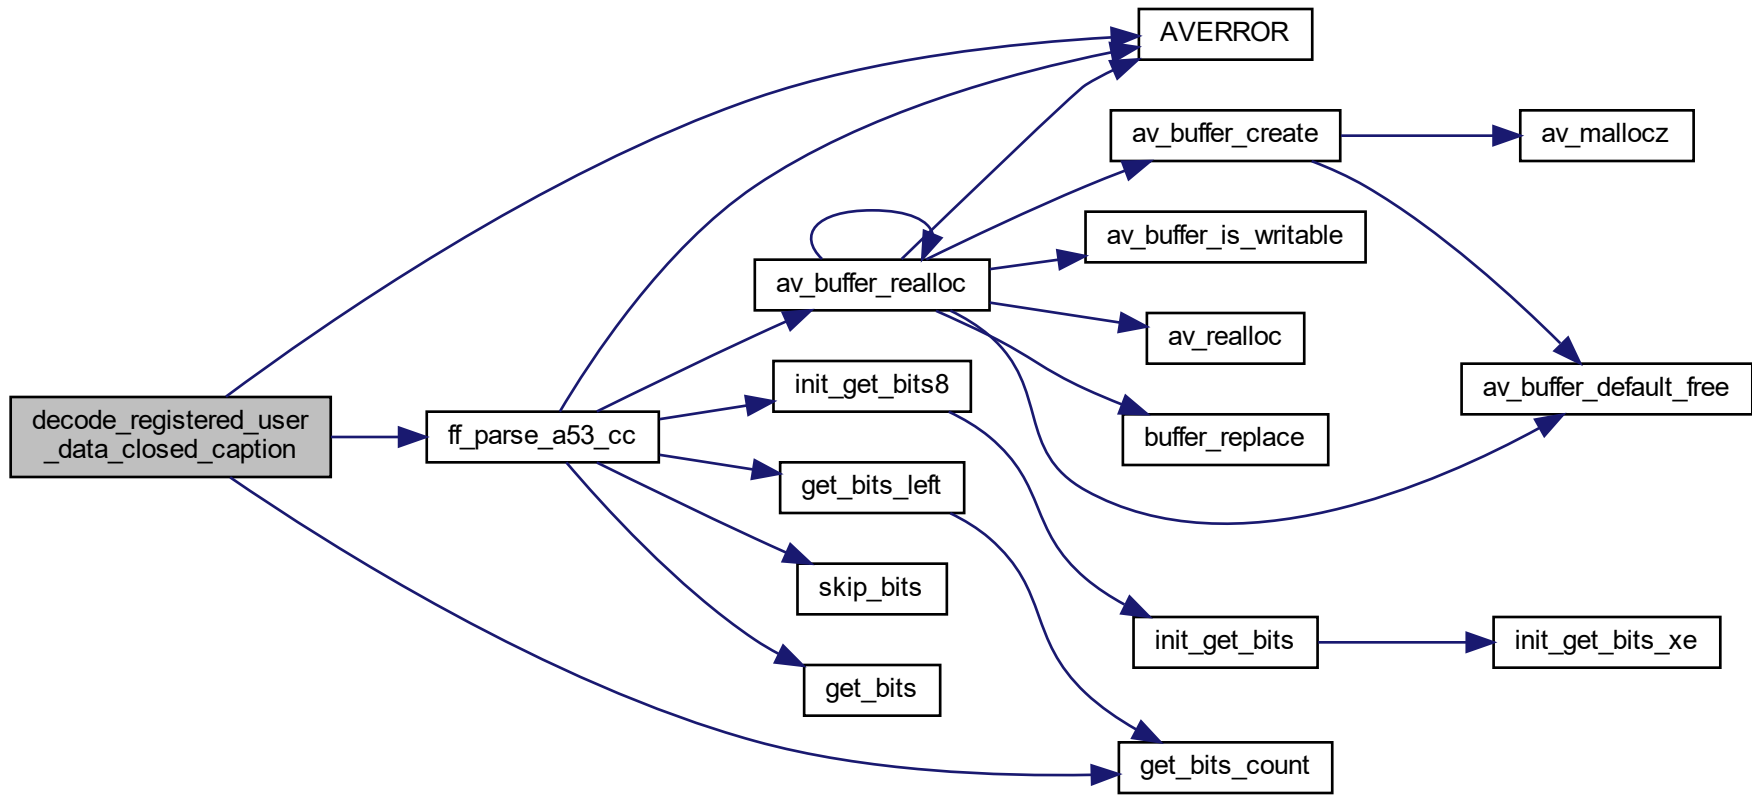 AVERROR
av_buffer_create
av_mallocz
av_buffer_is_writable
av_buffer_realloc
av_realloc
init_get_bits8
av_buffer_default_free
decode_registered_user
_data_closed_caption
ff_parse_a53_cc
buffer_replace
get_bits_left
skip_bits
init_get_bits
init_get_bits_xe
get_bits
get_bits_count